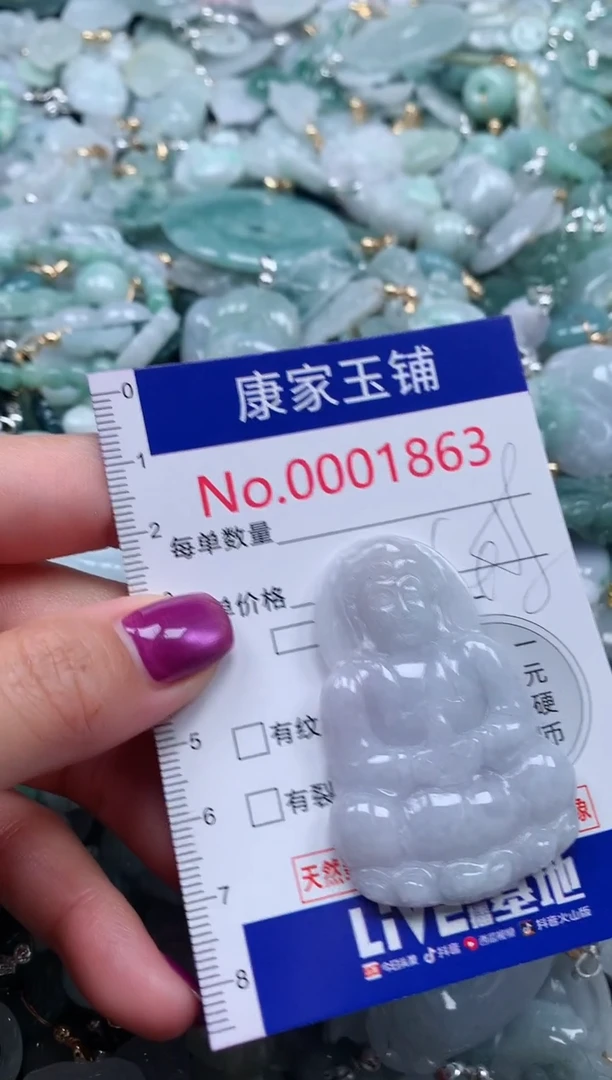 康家玉铺
No.0001863
0
1
2
每单数量
单价格
一元硬币
5
有纹
6
有裂
7
天然
象
LiVE 基地
8
今日头条 抖音 西瓜视频 抖音火山版